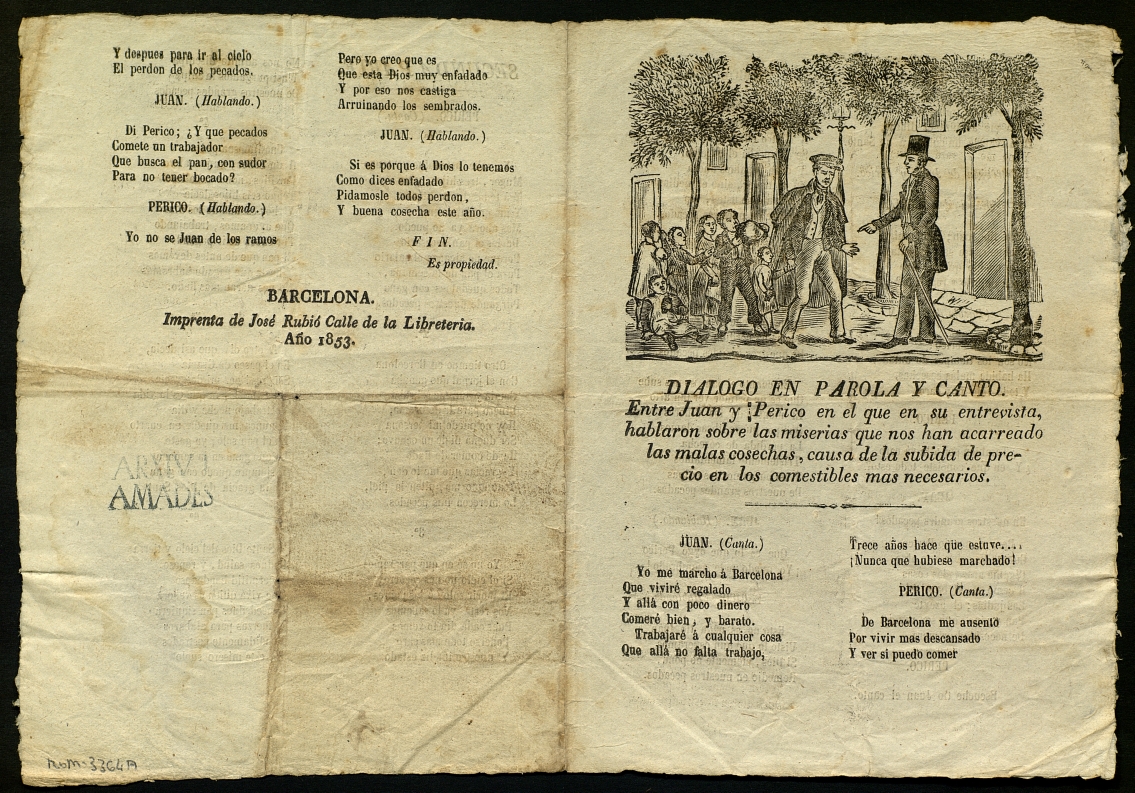 Y despues para ir al cielo
El perdon de los pecados.
JUAN. (Hablando.)
Di Perico; ¿Y que pecados
Comete un trabajador
Que busca el pan, con sudor
Para no tener bocado?
PERICO. (Hablando.)
Yo no se Juan de los ramos
Pero yo creo que es
Que esta Dios muy enfadado
Y por eso nos castiga
Arruinando los sembrados.
JUAN. (Hablando.)
Si es porque á Dios lo tenemos
Como dices enfadado
Pidamosle todos perdon,
Y buena cosecha este año.
FIN.
Es propiedad.
BARCELONA.
Imprenta de José Rubió Calle de la Libreteria.
Año 1853.
ARXIU
AMADES
ROM-3364A
DIALOGO EN PAROLA Y CANTO.
Entre Juan y Perico en el que en su entrevista,
hablaron sobre las miserias que nos han acarreado
las malas cosechas, causa de la subida de pre-
cio en los comestibles mas necesarios.
JUAN. (Canta.)
Yo me marcho á Barcelona
Que viviré regalado
Y allá con poco dinero
Comeré bien, y barato.
Trabajaré á cualquier cosa
Que allá no falta trabajo,
Trece años hace que estuve....
¡Nunca que hubiese marchado!
PERICO. (Canta.)
De Barcelona me ausento
Por vivir mas descansado
Y ver si puedo comer